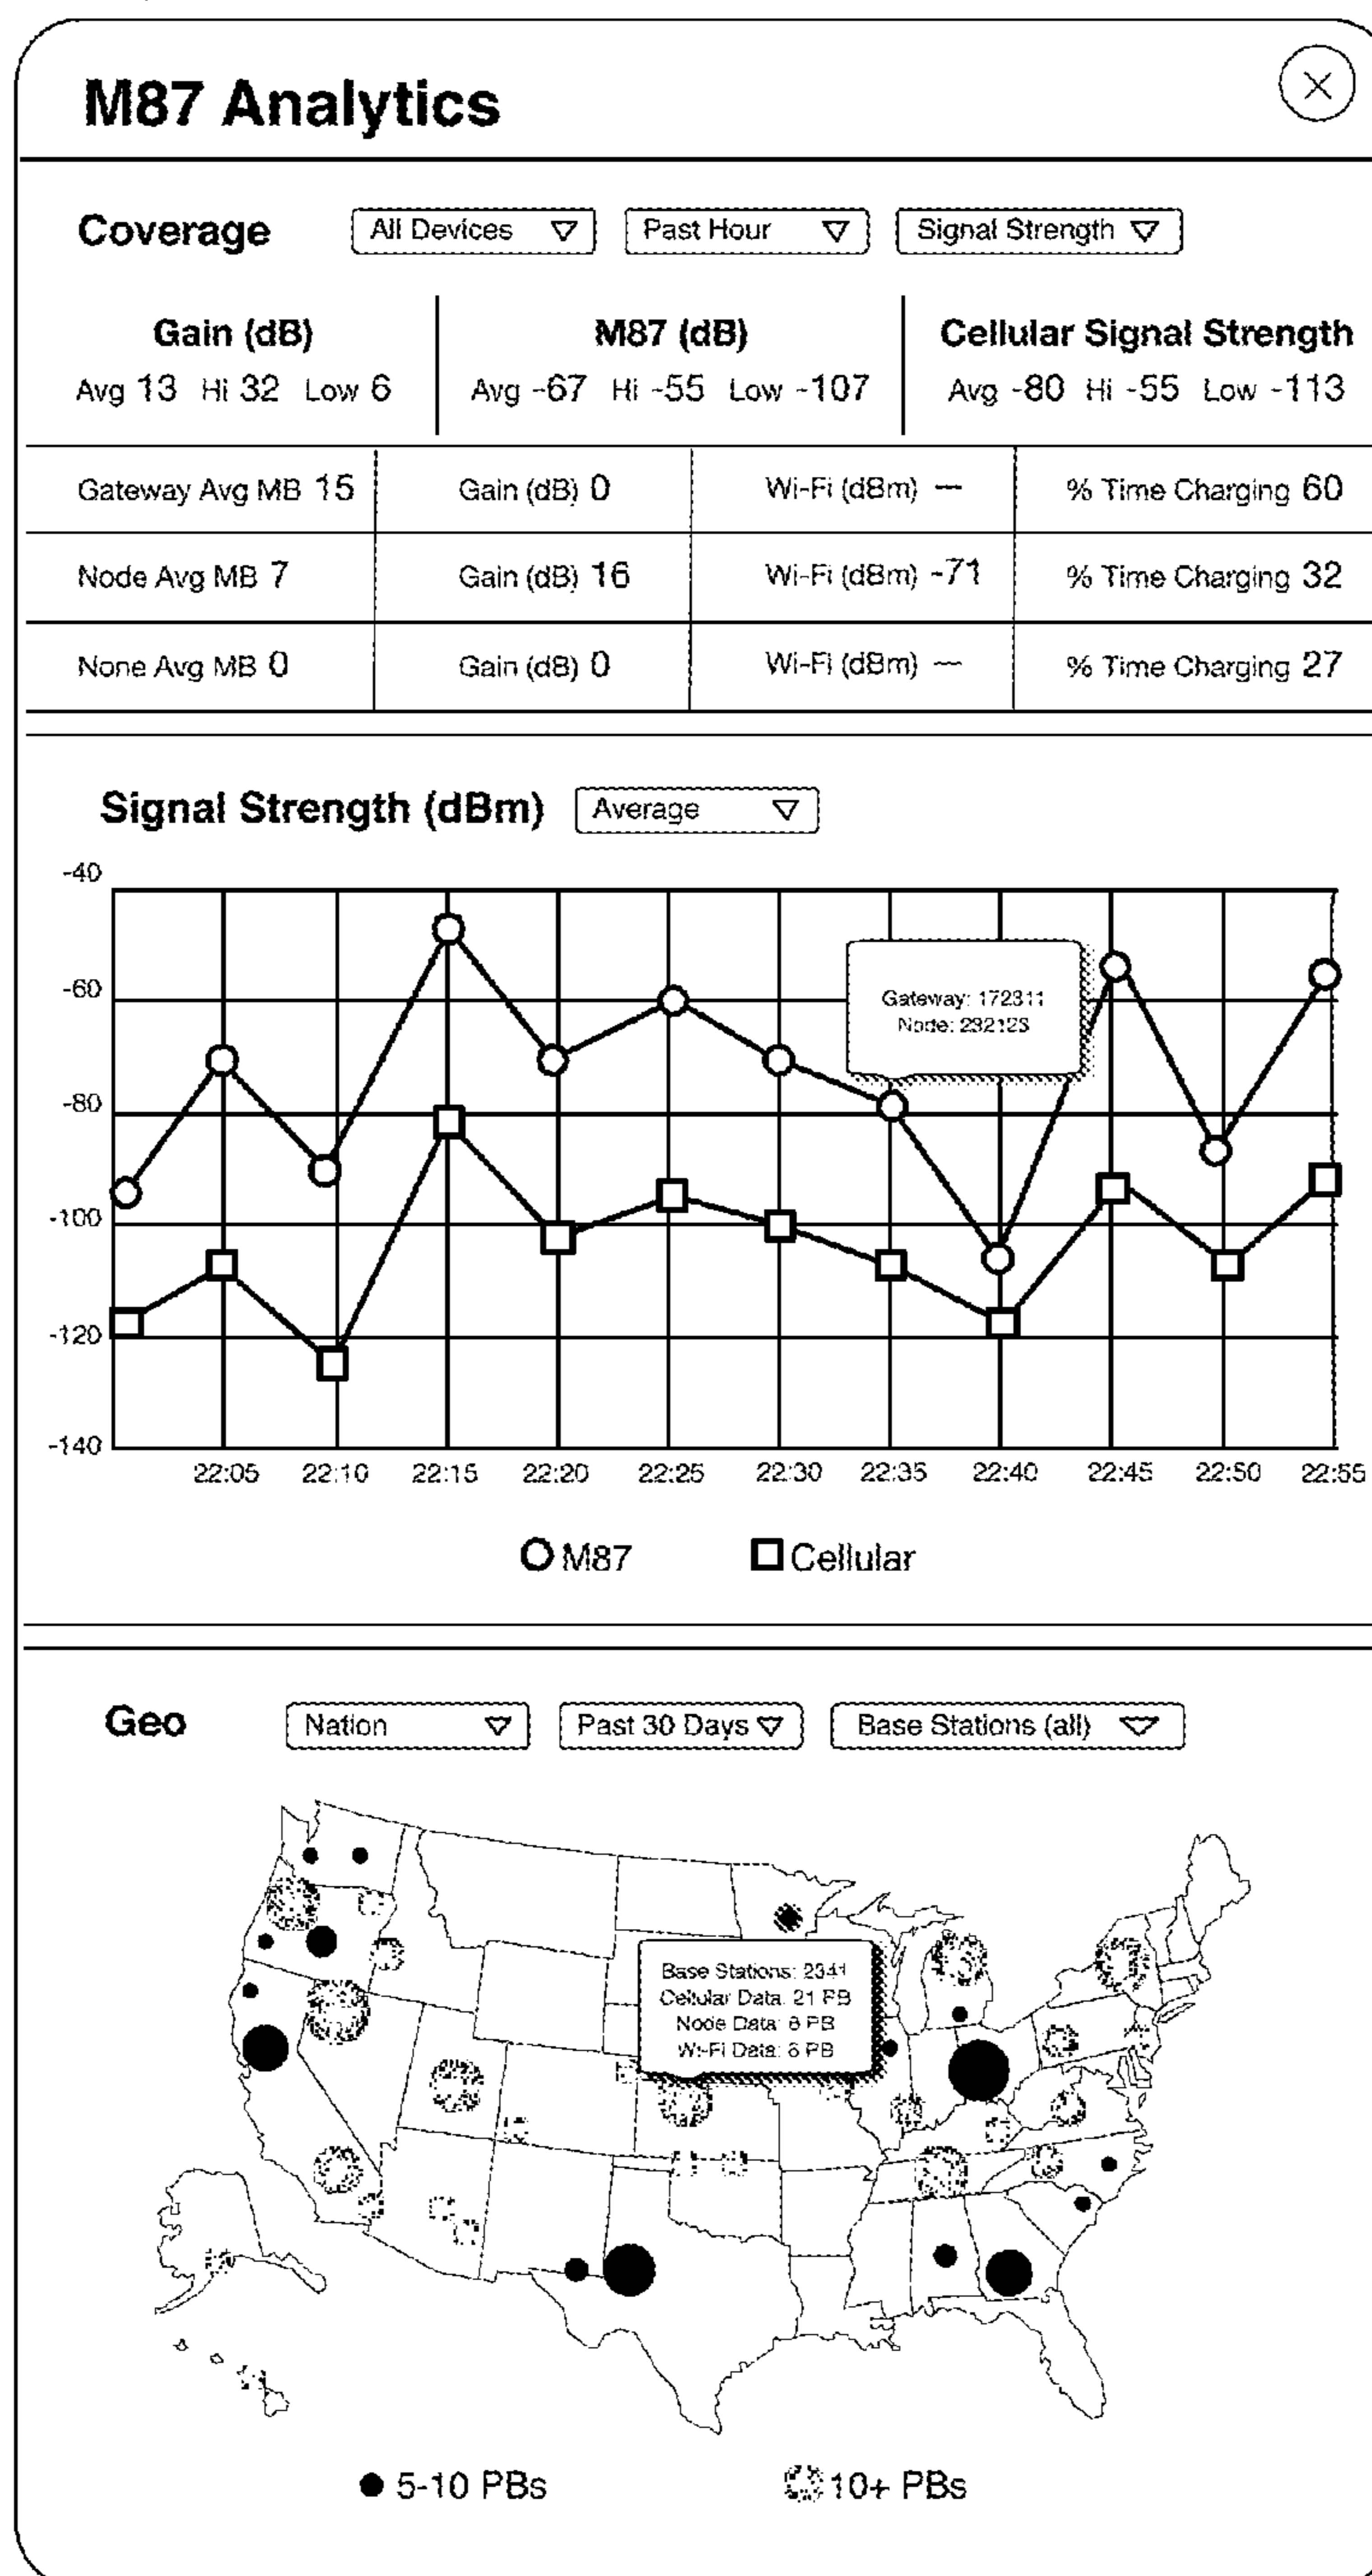 M87 Analytics
Coverage All Devices Past Hour Signal Strength
Gain (dB) M87 (dB) Cellular Signal Strength
Avg 13 Hi 32 Low 6 Avg -67 Hi -55 Low -107 Avg -80 Hi -55 Low -113
Gateway Avg MB 15 Gain (dB) 0 Wi-Fi (dBm) — % Time Charging 60
Node Avg MB 7 Gain (dB) 16 Wi-Fi (dBm) -71 % Time Charging 32
None Avg MB 0 Gain (dB) 0 Wi-Fi (dBm) — % Time Charging 27
Signal Strength (dBm) Average
-40
-60
Gateway: 172311
Node:
-80
-100
-120
-140
22:05 22:10 22:15 22:20 22:25 22:30 22:35 22:40 22:45 22:50 22:55
M87 Cellular
Geo Nation Past 30 Days Base Stations (all)
Base Stations: 2341
Cellular Data: 21 PB
Node Data: PB
Wi-Fi Data: PB
5-10 PBs 10+ PBs